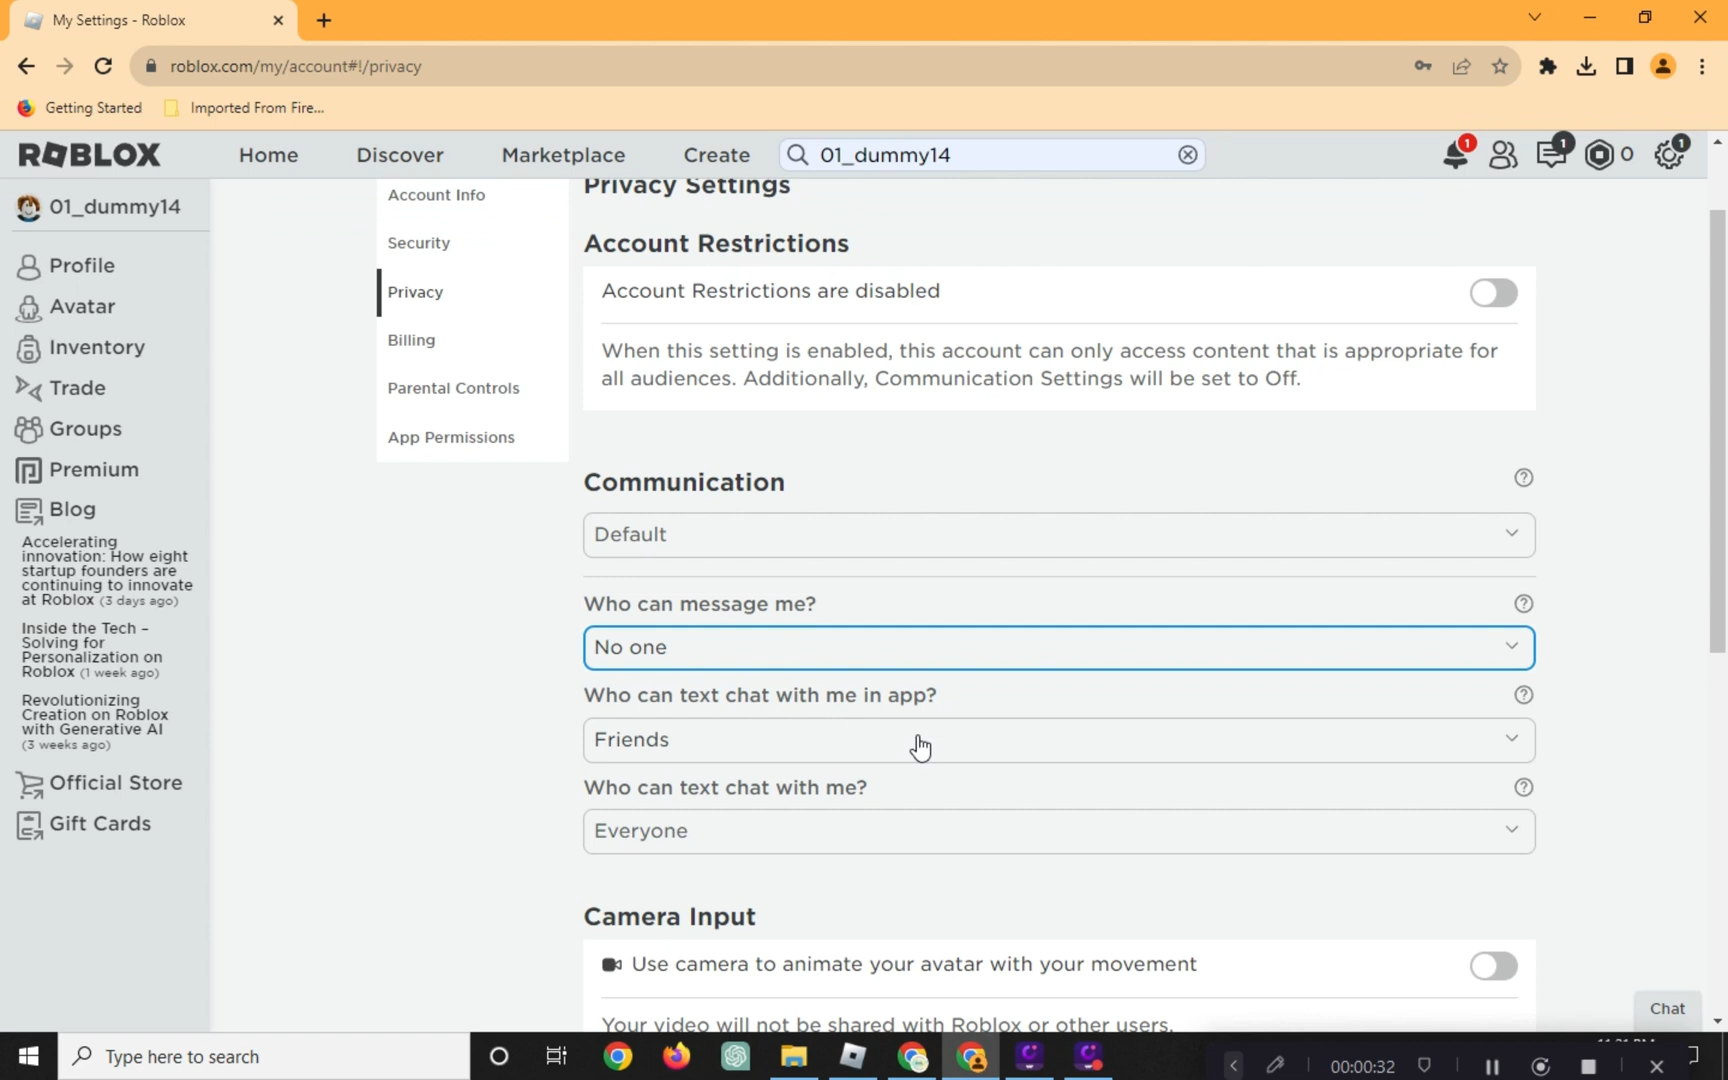 My Settings - Roblox
roblox.com/my/account#!/privacy
Getting Started
Imported From Fire...
ROBLOX
Home
Discover
Marketplace
Create
01_dummy14
1
1
0
1
01_dummy14
Profile
Avatar
Inventory
Trade
Groups
Premium
Blog
Accelerating
innovation: How eight
startup founders are
continuing to innovate
at Roblox (3 days ago)
Inside the Tech -
Solving for
Personalization on
Roblox (1 week ago)
Revolutionizing
Creation on Roblox
with Generative AI
(3 weeks ago)
Official Store
Gift Cards
Account Info
Security
Privacy
Billing
Parental Controls
App Permissions
Privacy Settings
Account Restrictions
Account Restrictions are disabled
When this setting is enabled, this account can only access content that is appropriate for
all audiences. Additionally, Communication Settings will be set to Off.
Communication
Default
Who can message me?
No one
Who can text chat with me in app?
Friends
Who can text chat with me?
Everyone
Camera Input
Use camera to animate your avatar with your movement
Your video will not be shared with Roblox or other users.
Chat
Type here to search
00:00:32